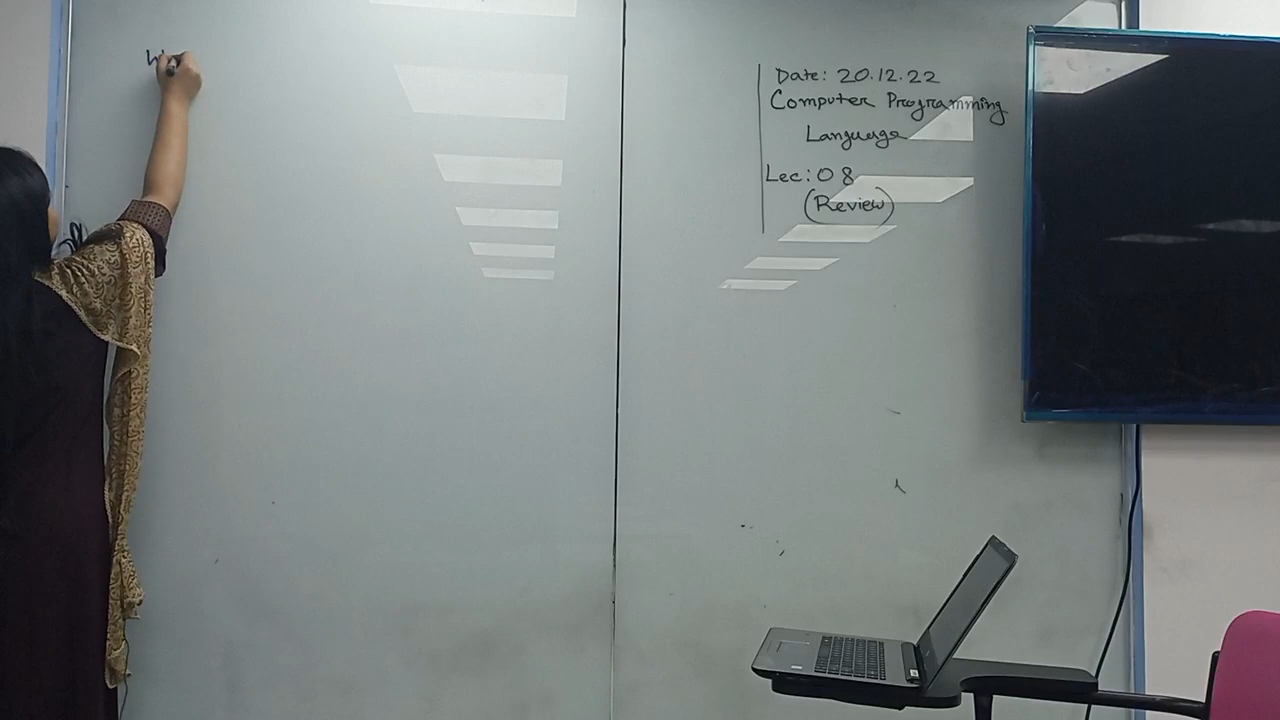 Date: 20.12.22
Computer Programming
Language
Lec: 08
(Review)